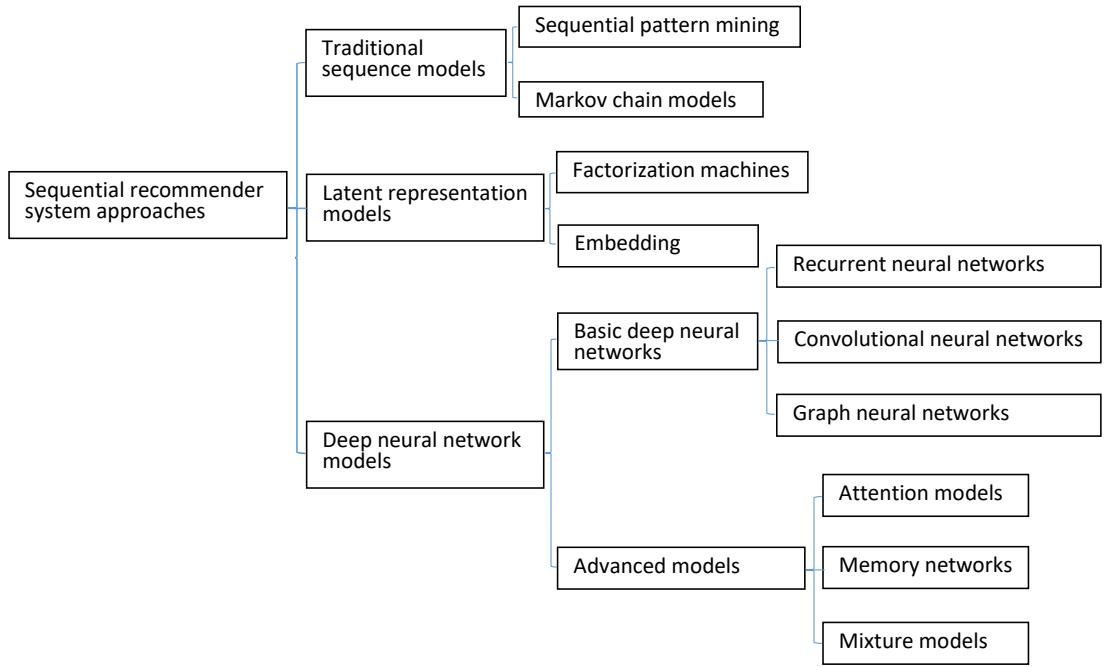 Sequential recommender
system approaches
Traditional
sequence models
Sequential pattern mining
Markov chain models
Latent representation
models
Factorization machines
Embedding
Deep neural network
models
Basic deep neural
networks
Recurrent neural networks
Convolutional neural networks
Graph neural networks
Advanced models
Attention models
Memory networks
Mixture models